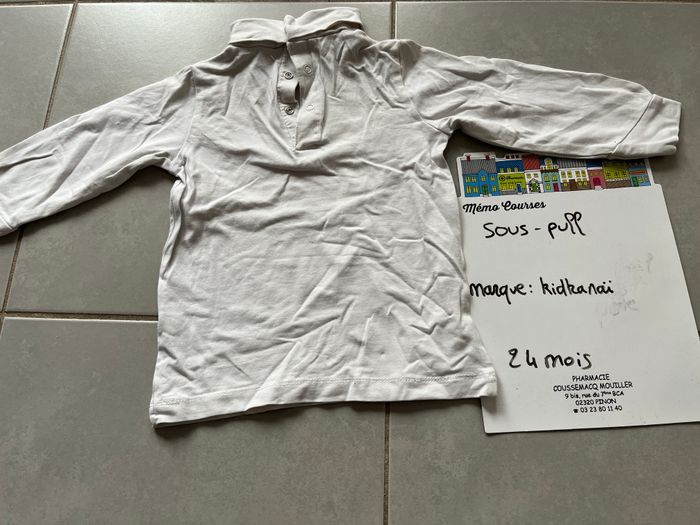 Mémo Courses
sous-pull
marque: kidkanaï
24 mois
PHARMACIE
COUSSEMACQ MOUILLER
9 bis, rue du 7ème BCA
02320 PINON
☎ 03 23 80 11 40